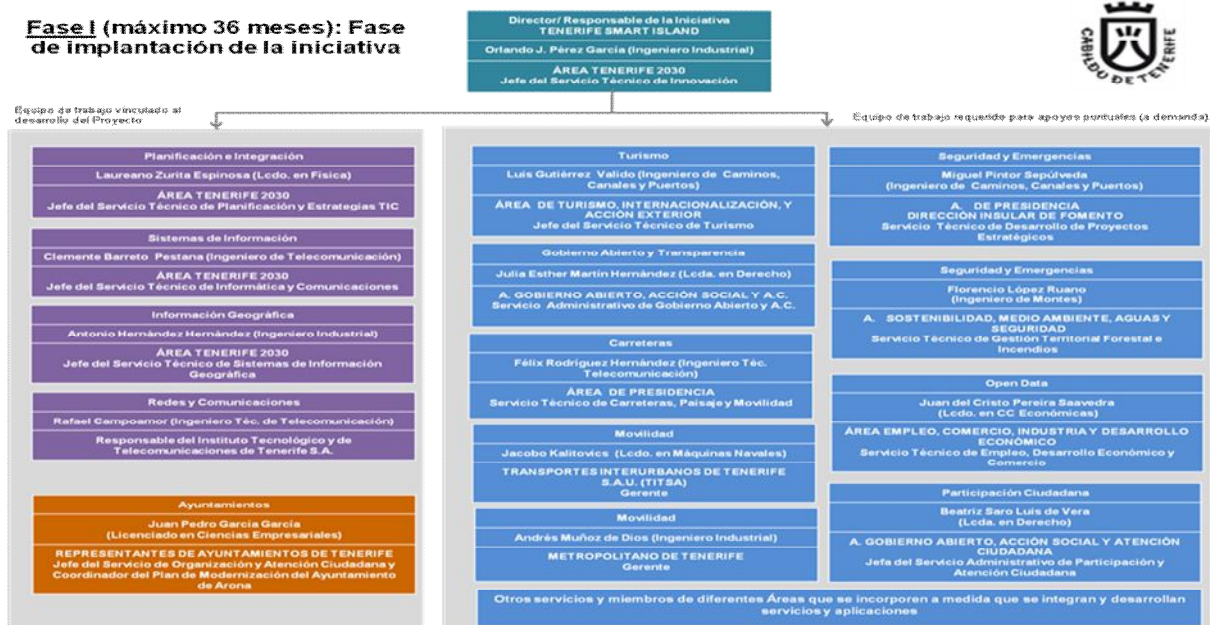 Fase I (máximo 36 meses): Fase
de implantación de la iniciativa
Director/ Responsable de la Iniciativa
TENERIFE SMART ISLAND
Orlando J. Pérez García (Ingeniero Industrial)
ÁREA TENERIFE 2030
Jefe del Servicio Técnico de Innovación
CABILDO DE TENERIFE
Equipo de trabajo vinculado al
desarrollo del Proyecto
Equipo de trabajo requerido para apoyos puntuales (a demanda)
Planificación e Integración
Laureano Zurita Espinosa (Lcdo. en Física)
ÁREA TENERIFE 2030
Jefe del Servicio Técnico de Planificación y Estrategias TIC
Sistemas de Información
Clemente Barreto Pestana (Ingeniero de Telecomunicación)
ÁREA TENERIFE 2030
Jefe del Servicio Técnico de Informática y Comunicaciones
Información Geográfica
Antonio Hernández Hernández (Ingeniero Industrial)
ÁREA TENERIFE 2030
Jefe del Servicio Técnico de Sistemas de Información
Geográfica
Redes y Comunicaciones
Rafael Campoamor (Ingeniero Téc. de Telecomunicación)
Responsable del Instituto Tecnológico y de
Telecomunicaciones de Tenerife S.A.
Ayuntamientos
Juan Pedro García García
(Licenciado en Ciencias Empresariales)
REPRESENTANTES DE AYUNTAMIENTOS DE TENERIFE
Jefe del Servicio de Organización y Atención Ciudadana y
Coordinador del Plan de Modernización del Ayuntamiento
de Arona
Turismo
Luis Gutiérrez Valido (Ingeniero de Caminos,
Canales y Puertos)
ÁREA DE TURISMO, INTERNACIONALIZACIÓN, Y
ACCIÓN EXTERIOR
Jefe del Servicio Técnico de Turismo
Gobierno Abierto y Transparencia
Julia Esther Martín Hernández (Lcda. en Derecho)
A. GOBIERNO ABIERTO, ACCIÓN SOCIAL Y A.C.
Servicio Administrativo de Gobierno Abierto y A.C.
Carreteras
Félix Rodríguez Hernández (Ingeniero Téc.
Telecomunicación)
ÁREA DE PRESIDENCIA
Servicio Técnico de Carreteras, Paisaje y Movilidad
Movilidad
Jacobo Kalitovics (Lcdo. en Máquinas Navales)
TRANSPORTES INTERURBANOS DE TENERIFE
S.A.U. (TITSA)
Gerente
Movilidad
Andrés Muñoz de Dios (Ingeniero Industrial)
METROPOLITANO DE TENERIFE
Gerente
Seguridad y Emergencias
Miguel Pintor Sepúlveda
(Ingeniero de Caminos, Canales y Puertos)
A. DE PRESIDENCIA
DIRECCIÓN INSULAR DE FOMENTO
Servicio Técnico de Desarrollo de Proyectos
Estratégicos
Seguridad y Emergencias
Florencio López Ruano
(Ingeniero de Montes)
A. SOSTENIBILIDAD, MEDIO AMBIENTE, AGUAS Y
SEGURIDAD
Servicio Técnico de Gestión Territorial Forestal e
Incendios
Open Data
Juan del Cristo Pereira Saavedra
(Lcdo. en CC Económicas)
ÁREA EMPLEO, COMERCIO, INDUSTRIA Y DESARROLLO
ECONÓMICO
Servicio Técnico de Empleo, Desarrollo Económico y
Comercio
Participación Ciudadana
Beatriz Saro Luis de Vera
(Lcda. en Derecho)
A. GOBIERNO ABIERTO, ACCIÓN SOCIAL Y ATENCIÓN
CIUDADANA
Jefa del Servicio Administrativo de Participación y
Atención Ciudadana
Otros servicios y miembros de diferentes Áreas que se incorporen a medida que se integran y desarrollan
servicios y aplicaciones